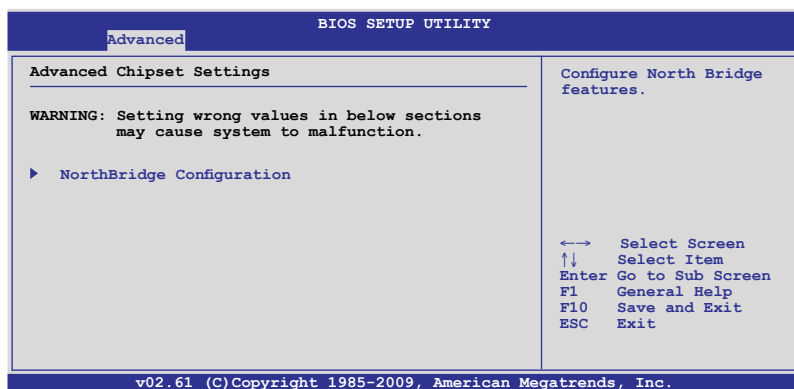 BIOS SETUP UTILITY
Advanced
Advanced Chipset Settings
WARNING: Setting wrong values in below sections
may cause system to malfunction.
NorthBridge Configuration
Configure North Bridge
features.
←→ Select Screen
↑↓ Select Item
Enter Go to Sub Screen
F1 General Help
F10 Save and Exit
ESC Exit
v02.61 (C)Copyright 1985-2009, American Megatrends, Inc.